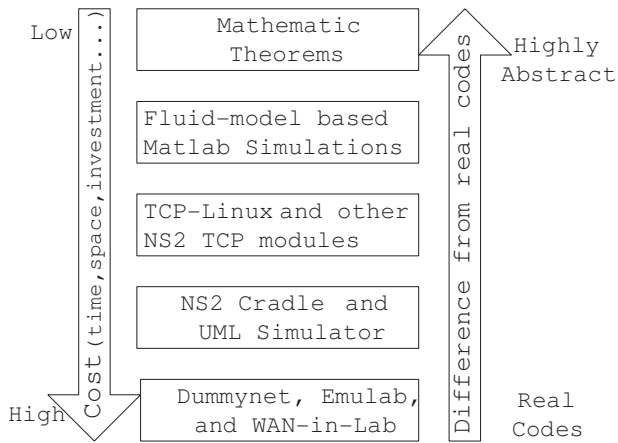 Low
Cost(time,space,investment...)
High
Mathematic
Theorems
Fluid-model based
Matlab Simulations
TCP-Linux and other
NS2 TCP modules
NS2 Cradle and
UML Simulator
Dummynet, Emulab,
and WAN-in-Lab
Difference from real codes
Highly
Abstract
Real
Codes